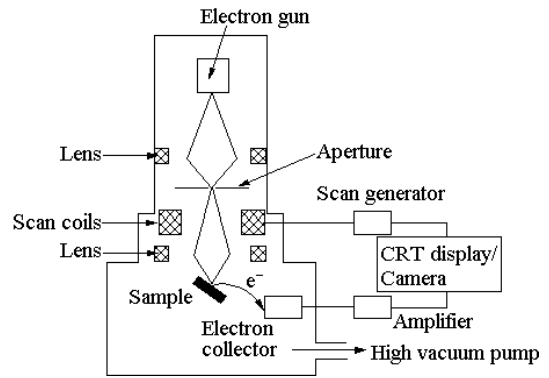 Electron gun
Lens
Aperture
Scan generator
Scan coils
Lens
CRT display/
Camera
e⁻
Sample
Electron
collector
Amplifier
High vacuum pump